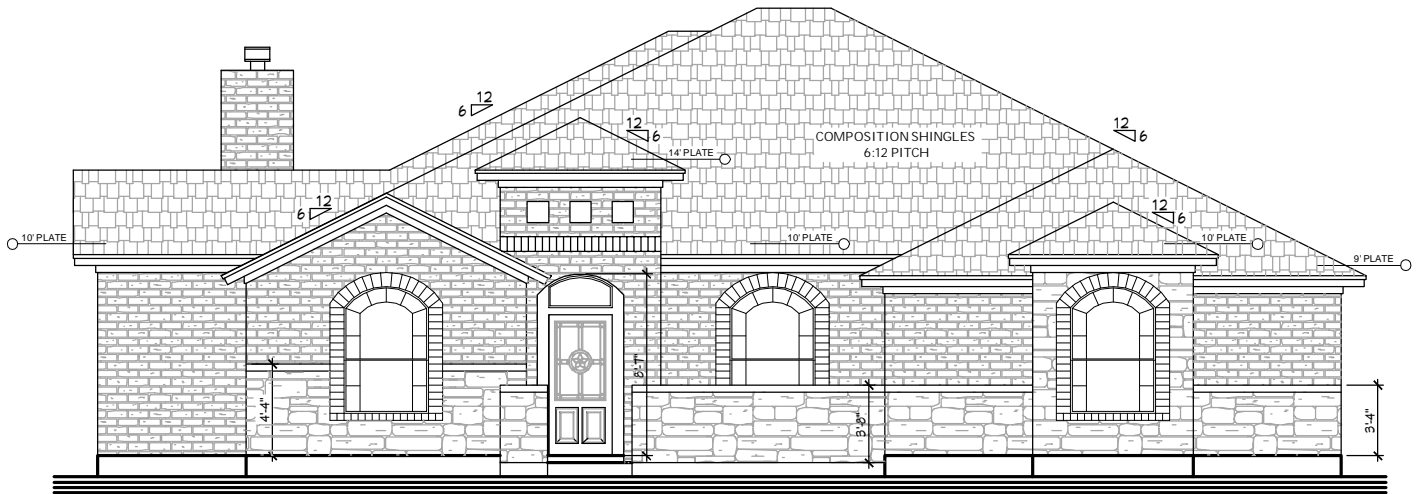 12
6
12
6
12
6
COMPOSITION SHINGLES
6:12 PITCH
14' PLATE
12
6
12
6
10' PLATE
10' PLATE
10' PLATE
9' PLATE
8'-7"
4'-4"
3'-8"
3'-4"